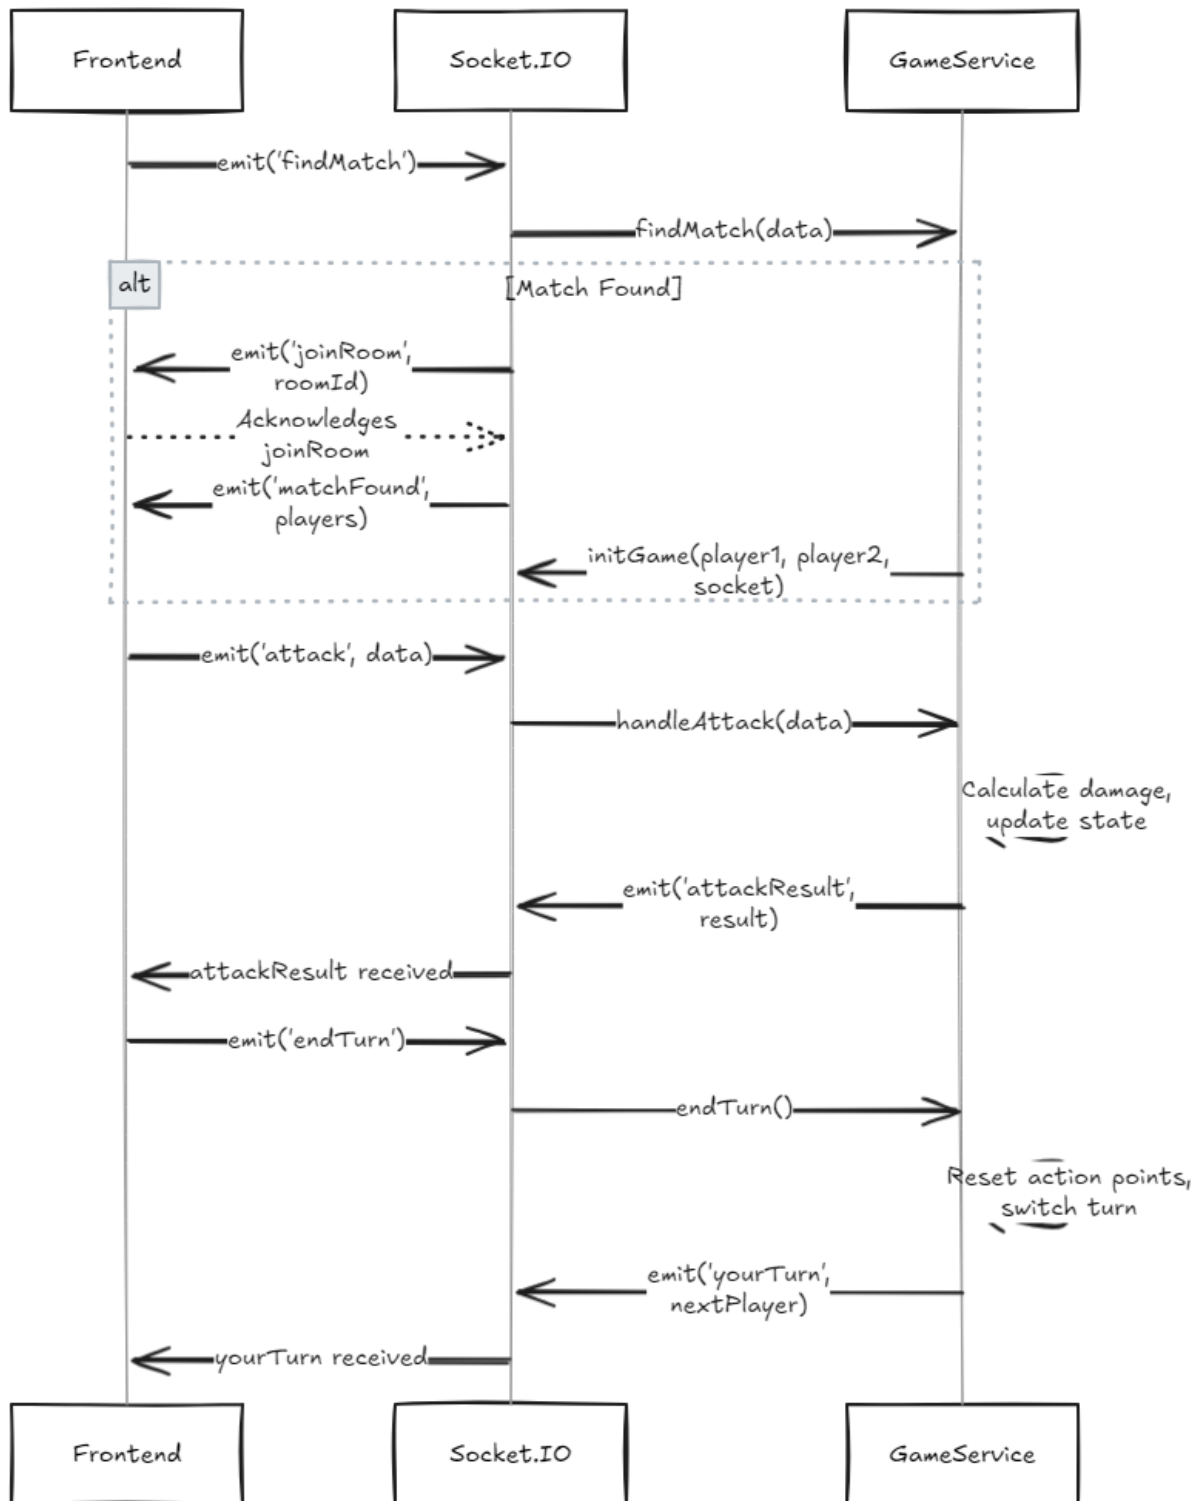 Frontend
Socket.IO
GameService
emit('findMatch')
findMatch(data)
alt
[Match Found]
emit('joinRoom',
roomId)
Acknowledges
joinRoom
emit('matchFound',
players)
initGame(player1, player2,
socket)
emit('attack', data)
handleAttack(data)
Calculate damage,
update state
emit('attackResult',
result)
attackResult received
emit('endTurn')
endTurn()
Reset action points,
switch turn
emit('yourTurn',
nextPlayer)
yourTurn received
Frontend
Socket.IO
GameService